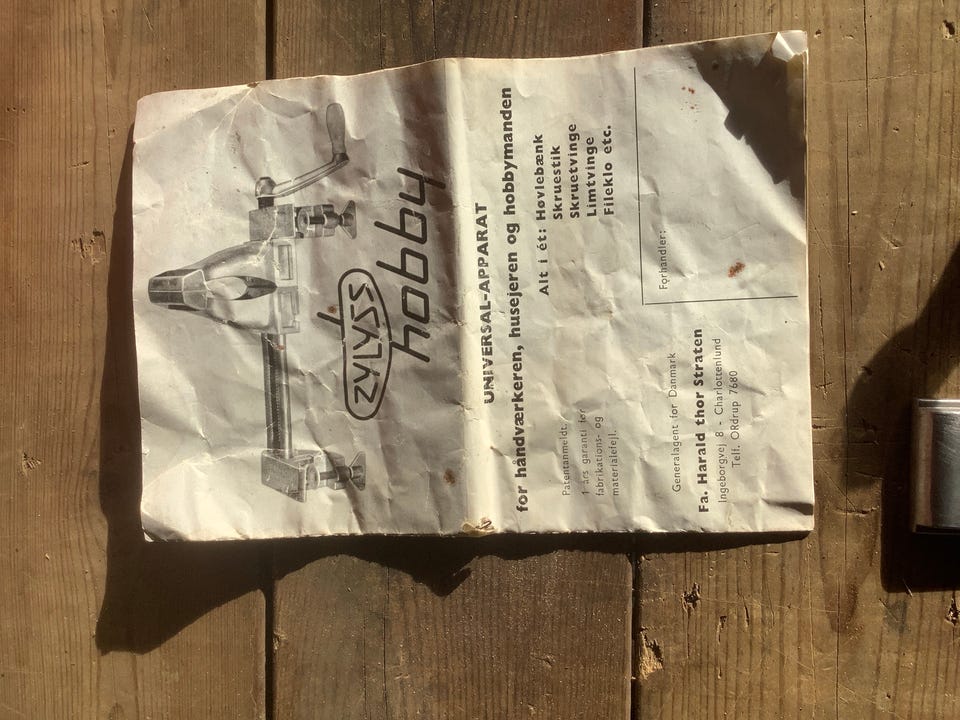 ZYLYSS
hobby
UNIVERSAL-APPARAT
for håndværkeren, husejeren og hobbymanden
Alt i ét: Høvlebænk
Skruestik
Skruetvinge
Limtvinge
Fileklo etc.
Patentanmeldt.
1 års garanti for
fabrikations- og
materialefejl.
Forhandler:
Generalagent for Danmark
Fa. Harald thor Straten
Ingeborgvej 8 - Charlottenlund
Telf. ORdrup 7680